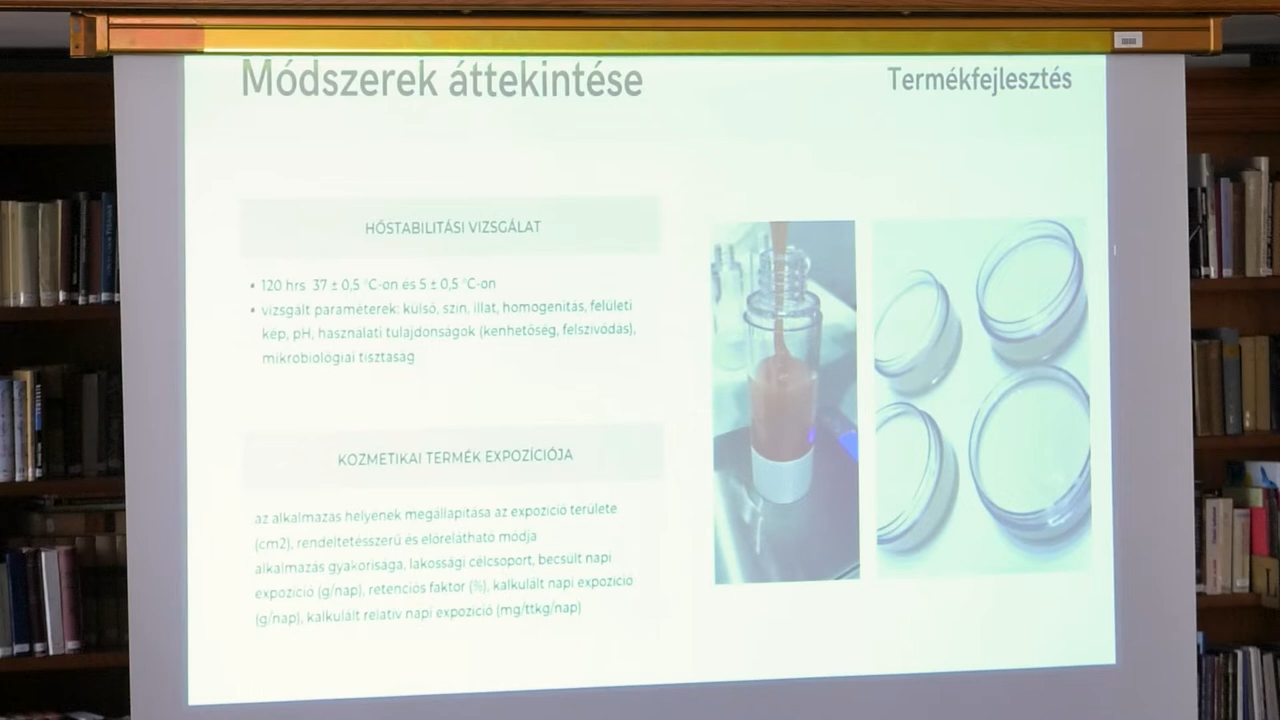 Módszerek áttekintése
Termékfejlesztés
HŐSTABILITÁSI VIZSGÁLAT
• 120 hrs 37 ± 0,5 °C-on és 5 ± 0,5 °C-on
• vizsgált paraméterek: külső, szín, illat, homogenitás, felületi
kép, pH, használati tulajdonságok (kenhetőség, felszívódás),
mikrobiológiai tisztaság
KOZMETIKAI TERMÉK EXPOZÍCIÓJA
az alkalmazás helyének megállapítása az expozíció területe
(cm2), rendeltetésszerű és előrelátható módja
alkalmazás gyakorisága, lakossági célcsoport, becsült napi
expozíció (g/nap), retenciós faktor (%), kalkulált napi expozíció
(g/nap), kalkulált relatív napi expozíció (mg/ttkg/nap)